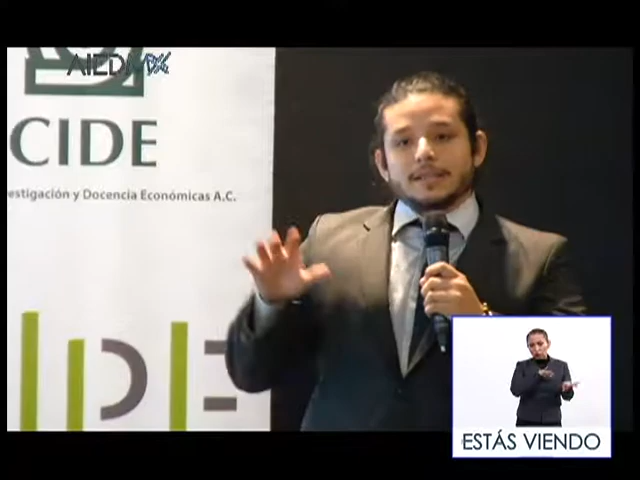 AIEDMX
CIDE
estigación y Docencia Económicas A.C.
ESTÁS VIENDO